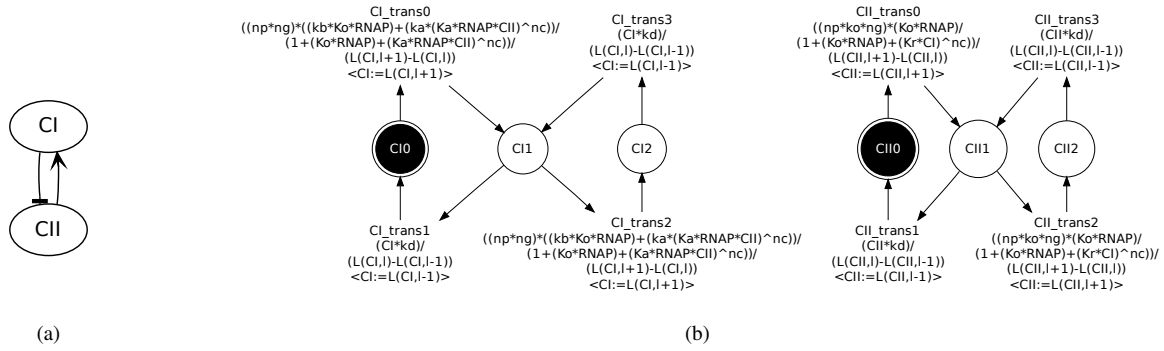 CI
CII
(a)
CI_trans0
((np*ng)*((kb*Ko*RNAP)+(ka*(Ka*RNAP*CII)^nc))/
(1+(Ko*RNAP)+(Ka*RNAP*CII)^nc))/
(L(CI,l+1)-L(CI,l))
<CI:=L(CI,l+1)>
CI_trans3
(CI*kd)/
(L(CI,l)-L(CI,l-1))
<CI:=L(CI,l-1)>
CI0
CI1
CI2
CI_trans1
(CI*kd)/
(L(CI,l)-L(CI,l-1))
<CI:=L(CI,l-1)>
CI_trans2
((np*ng)*((kb*Ko*RNAP)+(ka*(Ka*RNAP*CII)^nc))/
(1+(Ko*RNAP)+(Ka*RNAP*CII)^nc))/
(L(CI,l+1)-L(CI,l))
<CI:=L(CI,l+1)>
CII_trans0
((np*ko*ng)*(Ko*RNAP)/
(1+(Ko*RNAP)+(Kr*CI)^nc))/
(L(CII,l+1)-L(CII,l))
<CII:=L(CII,l+1)>
CII_trans3
(CII*kd)/
(L(CII,l)-L(CII,l-1))
<CII:=L(CII,l-1)>
CII0
CII1
CII2
CII_trans1
(CII*kd)/
(L(CII,l)-L(CII,l-1))
<CII:=L(CII,l-1)>
CII_trans2
((np*ko*ng)*(Ko*RNAP)/
(1+(Ko*RNAP)+(Kr*CI)^nc))/
(L(CII,l+1)-L(CII,l))
<CII:=L(CII,l+1)>
(b)